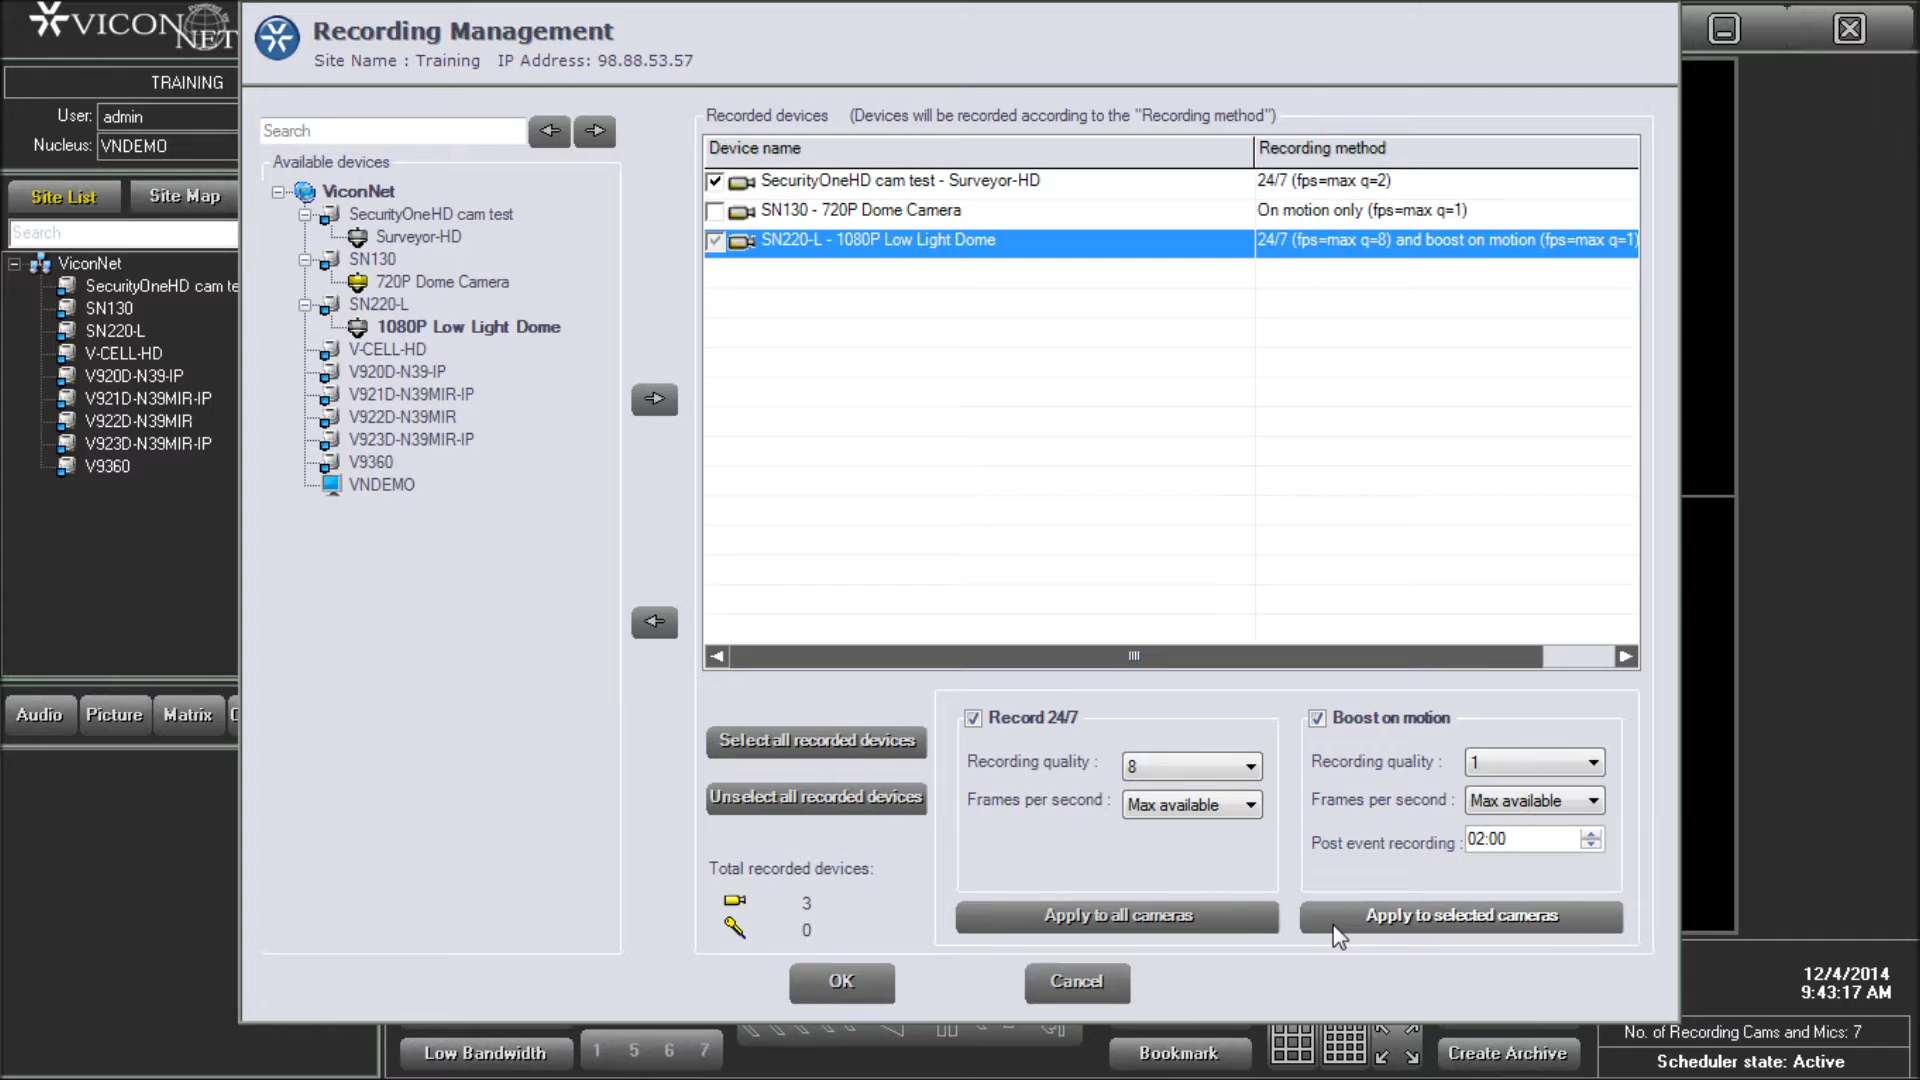 VICON NET
Recording Management
Site Name : Training IP Address: 98.88.53.57
TRAINING
User: admin
Nucleus: VNDEMO
Site List Site Map
Search
ViconNet
SecurityOneHD cam te
SN130
SN220-L
V-CELL-HD
V920D-N39-IP
V921D-N39MIR-IP
V922D-N39MIR
V923D-N39MIR-IP
V9360
Audio Picture Matrix
Search
Available devices
ViconNet
SecurityOneHD cam test
Surveyor-HD
SN130
720P Dome Camera
SN220-L
1080P Low Light Dome
V-CELL-HD
V920D-N39-IP
V921D-N39MIR-IP
V922D-N39MIR
V923D-N39MIR-IP
V9360
VNDEMO
Recorded devices (Devices will be recorded according to the "Recording method")
Device name Recording method
SecurityOneHD cam test - Surveyor-HD 24/7 (fps=max q=2)
SN130 - 720P Dome Camera On motion only (fps=max q=1)
SN220-L - 1080P Low Light Dome 24/7 (fps=max q=8) and boost on motion (fps=max q=1)
Select all recorded devices
Unselect all recorded devices
Total recorded devices:
3
0
Record 24/7
Recording quality : 8
Frames per second : Max available
Apply to all cameras
Boost on motion
Recording quality : 1
Frames per second : Max available
Post event recording : 02:00
Apply to selected cameras
OK Cancel
12/4/2014
9:43:17 AM
Low Bandwidth 1 5 6 7 Bookmark Create Archive
No. of Recording Cams and Mics: 7
Scheduler state: Active